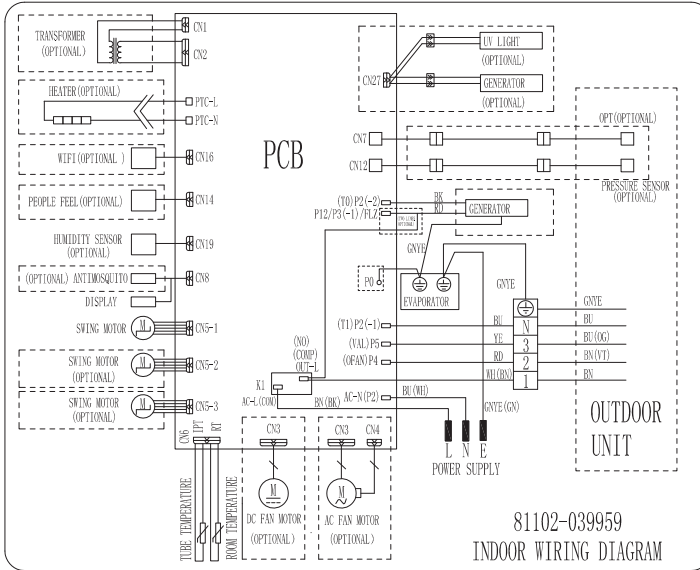 TRANSFORMER
(OPTIONAL)
CN1
CN2
HEATER(OPTIONAL)
PTC-L
PTC-N
WIFI(OPTIONAL )
CN16
PEOPLE FEEL(OPTIONAL)
CN14
HUMIDITY SENSOR
(OPTIONAL)
CN19
(OPTIONAL) ANTIMOSQUITO
CN8
DISPLAY
SWING MOTOR
M
CN5-1
SWING MOTOR
(OPTIONAL)
M
CN5-2
SWING MOTOR
(OPTIONAL)
M
CN5-3
PCB
CN27
UV LIGHT
(OPTIONAL)
GENERATOR
(OPTIONAL)
CN7
CN12
OPT(OPTIONAL)
PRESSURE SENSOR
(OPTIONAL)
(T0)P2(-2)
P12/P3(-1)/FLZ
BK
RD
GENERATOR
GNYE
P0
EVAPORATOR
GNYE
(T1)P2(-1)
BU
N
(VAL)P5
YE
3
(OFAN)P4
RD
2
WH(BN)
1
GNYE
BU
BU(OG)
BN(VT)
BN
(NO)
(COMP)
OUT-L
K1
AC-L(COM)
BN(BK)
AC-N(P2)
BU(WH)
GNYE(GN)
L N E
POWER SUPPLY
OUTDOOR
UNIT
CN6
IPT
RT
TUBE TEMPERATURE
ROOM TEMPERATURE
CN3
M
DC FAN MOTOR
(OPTIONAL)
CN3
CN4
M
AC FAN MOTOR
(OPTIONAL)
81102-039959
INDOOR WIRING DIAGRAM